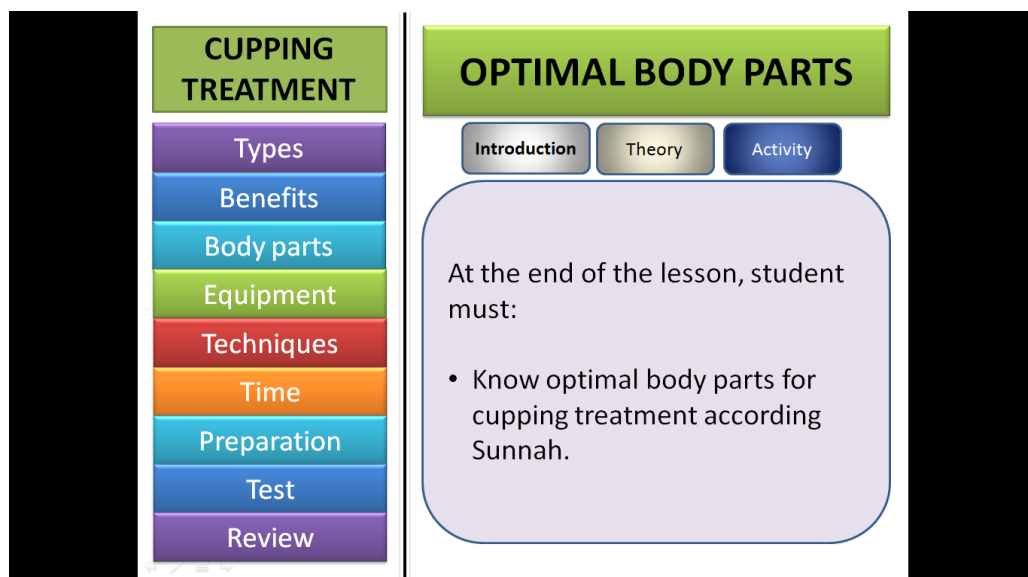 CUPPING
TREATMENT
Types
Benefits
Body parts
Equipment
Techniques
Time
Preparation
Test
Review
OPTIMAL BODY PARTS
Introduction
Theory
Activity
At the end of the lesson, student
must:
• Know optimal body parts for
cupping treatment according
Sunnah.